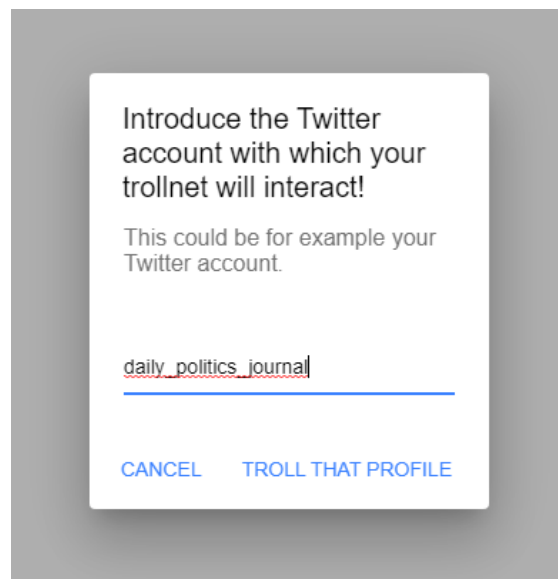 Introduce the Twitter
account with which your
trollnet will interact!
This could be for example your
Twitter account.
daily_politics_journal
CANCEL TROLL THAT PROFILE